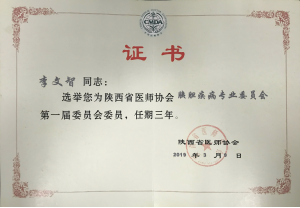 CMDA
证书
李文智 同志：
选举您为陕西省医师协会 胰胆疾病专业委员会
第一届委员会委员，任期三年。
陕西省医师协会
2019 年 3 月 日